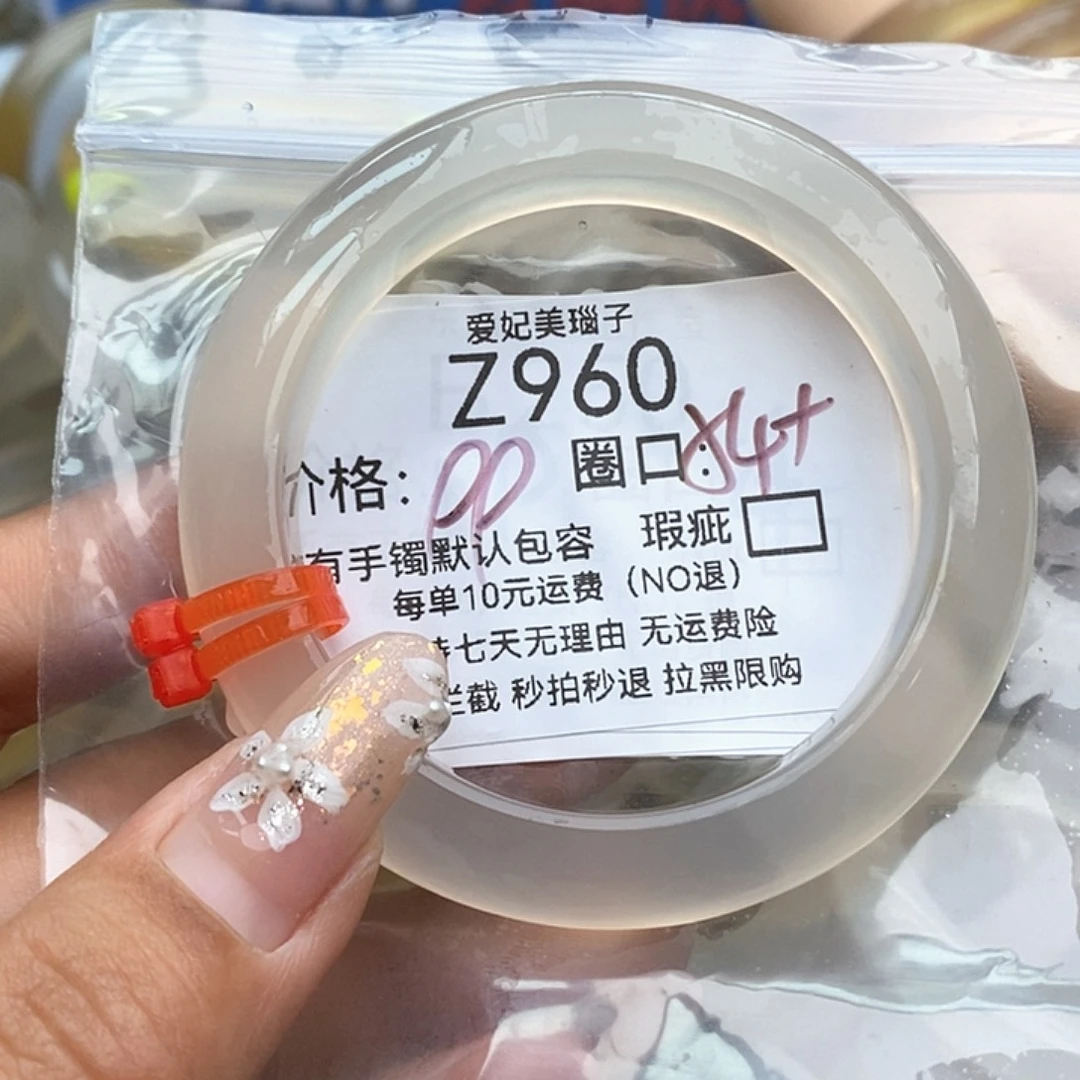 爱妃美瑙子
Z960
价格: 圈口: 54+
有手镯默认包容 瑕疵
每单10元运费 (NO退)
七天无理由 无运费险
拦截 秒拍秒退 拉黑限购